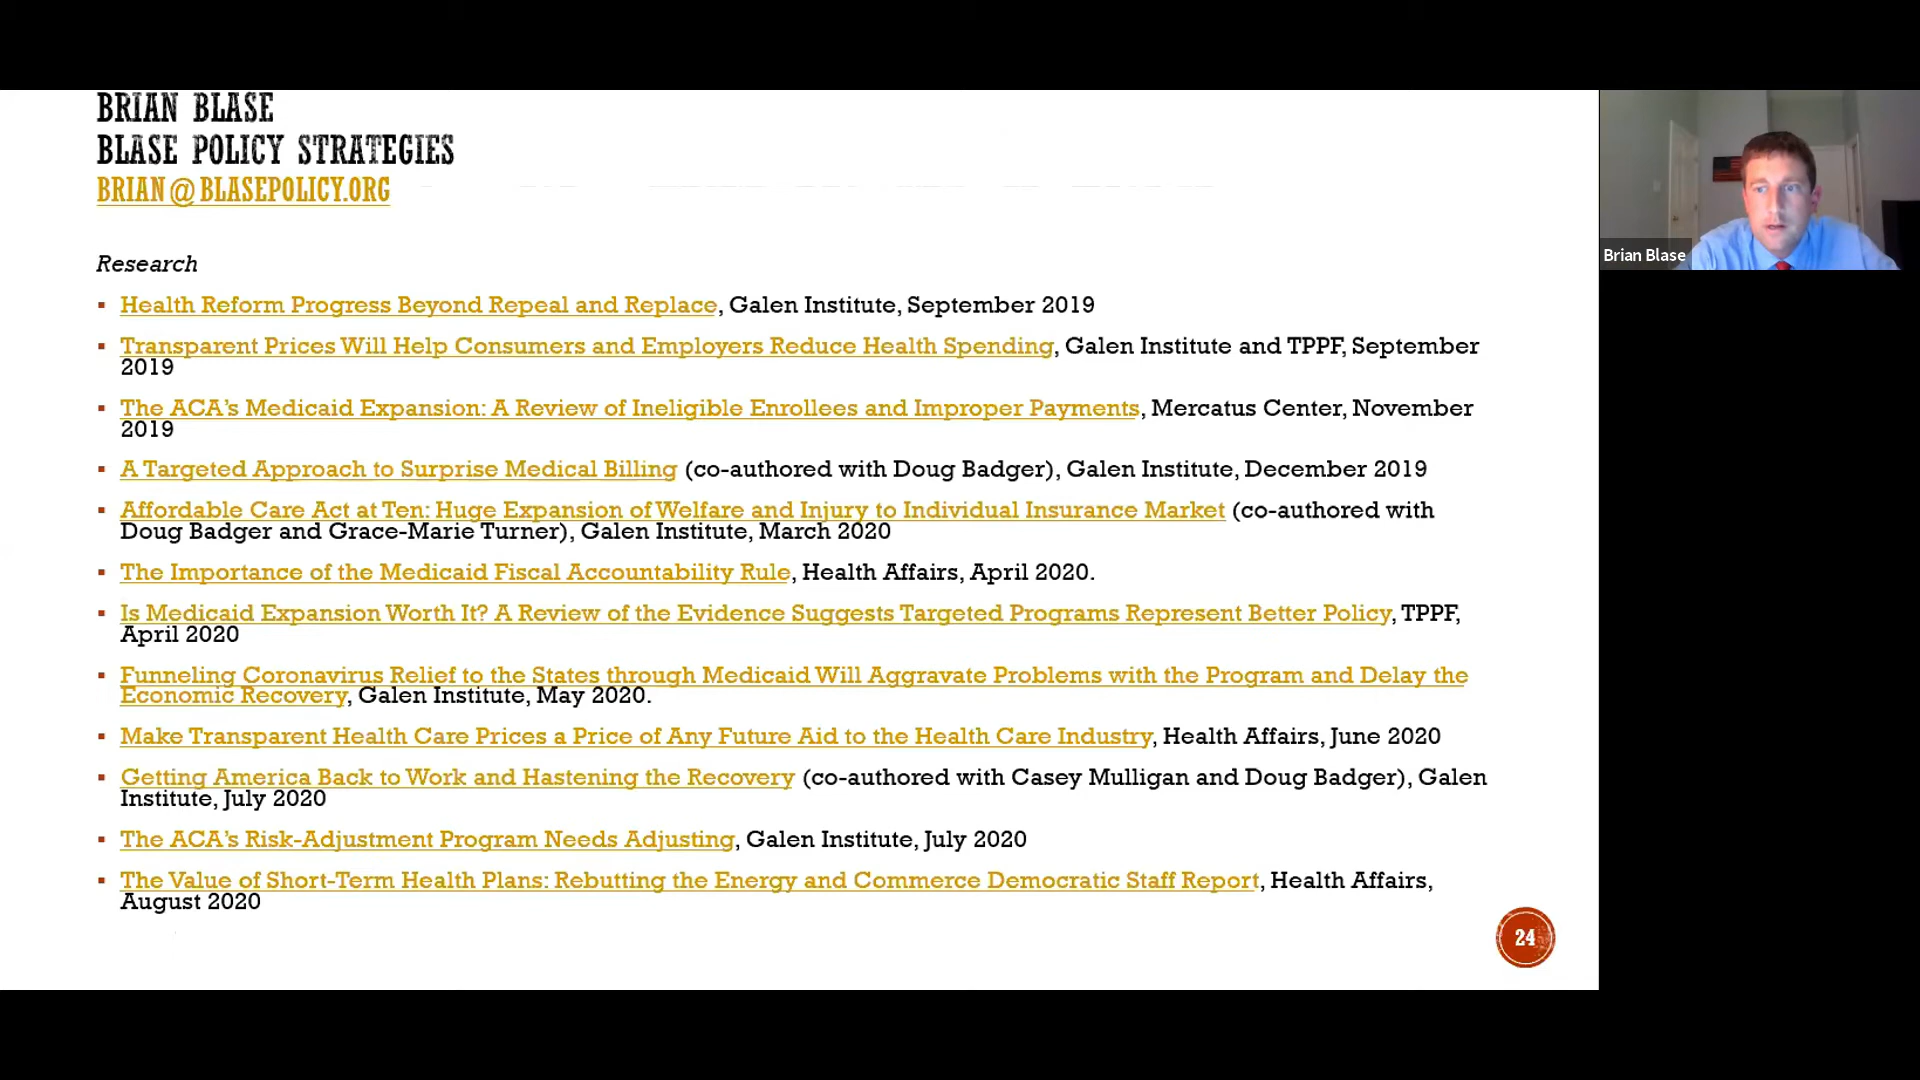 BRIAN BLASE
BLASE POLICY STRATEGIES
BRIAN@BLASEPOLICY.ORG
Research
▪ Health Reform Progress Beyond Repeal and Replace, Galen Institute, September 2019
▪ Transparent Prices Will Help Consumers and Employers Reduce Health Spending, Galen Institute and TPPF, September
2019
▪ The ACA’s Medicaid Expansion: A Review of Ineligible Enrollees and Improper Payments, Mercatus Center, November
2019
▪ A Targeted Approach to Surprise Medical Billing (co-authored with Doug Badger), Galen Institute, December 2019
▪ Affordable Care Act at Ten: Huge Expansion of Welfare and Injury to Individual Insurance Market (co-authored with
Doug Badger and Grace-Marie Turner), Galen Institute, March 2020
▪ The Importance of the Medicaid Fiscal Accountability Rule, Health Affairs, April 2020.
▪ Is Medicaid Expansion Worth It? A Review of the Evidence Suggests Targeted Programs Represent Better Policy, TPPF,
April 2020
▪ Funneling Coronavirus Relief to the States through Medicaid Will Aggravate Problems with the Program and Delay the
Economic Recovery, Galen Institute, May 2020.
▪ Make Transparent Health Care Prices a Price of Any Future Aid to the Health Care Industry, Health Affairs, June 2020
▪ Getting America Back to Work and Hastening the Recovery (co-authored with Casey Mulligan and Doug Badger), Galen
Institute, July 2020
▪ The ACA’s Risk-Adjustment Program Needs Adjusting, Galen Institute, July 2020
▪ The Value of Short-Term Health Plans: Rebutting the Energy and Commerce Democratic Staff Report, Health Affairs,
August 2020
24
Brian Blase